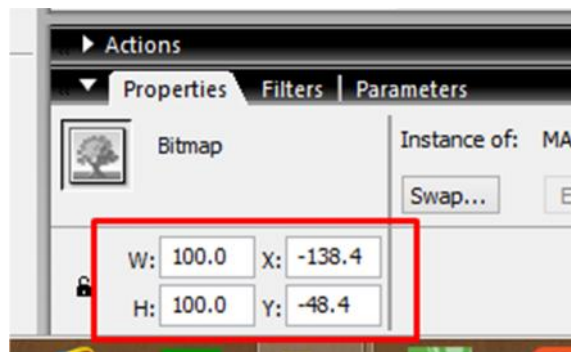 Actions
Properties Filters Parameters
Bitmap
Instance of:
Swap...
W: 100.0 X: -138.4
H: 100.0 Y: -48.4